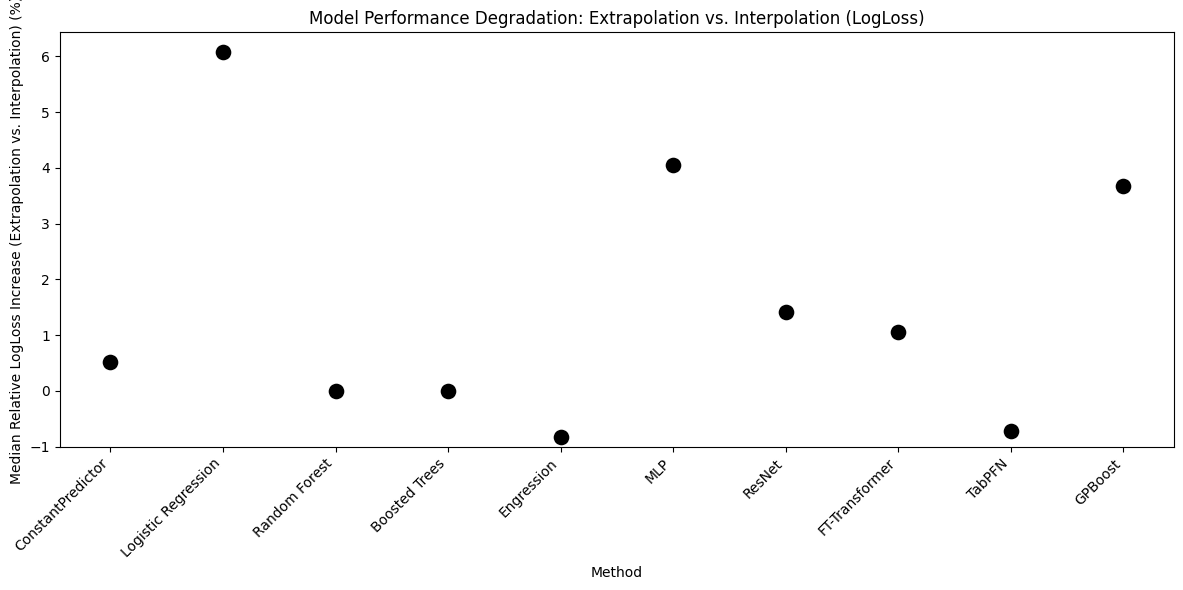 Model Performance Degradation: Extrapolation vs. Interpolation (LogLoss)
Median Relative LogLoss Increase (Extrapolation vs. Interpolation) (%)
6
5
4
3
2
1
0
−1
ConstantPredictor
Logistic Regression
Random Forest
Boosted Trees
Engression
MLP
ResNet
FT-Transformer
TabPFN
GPBoost
Method